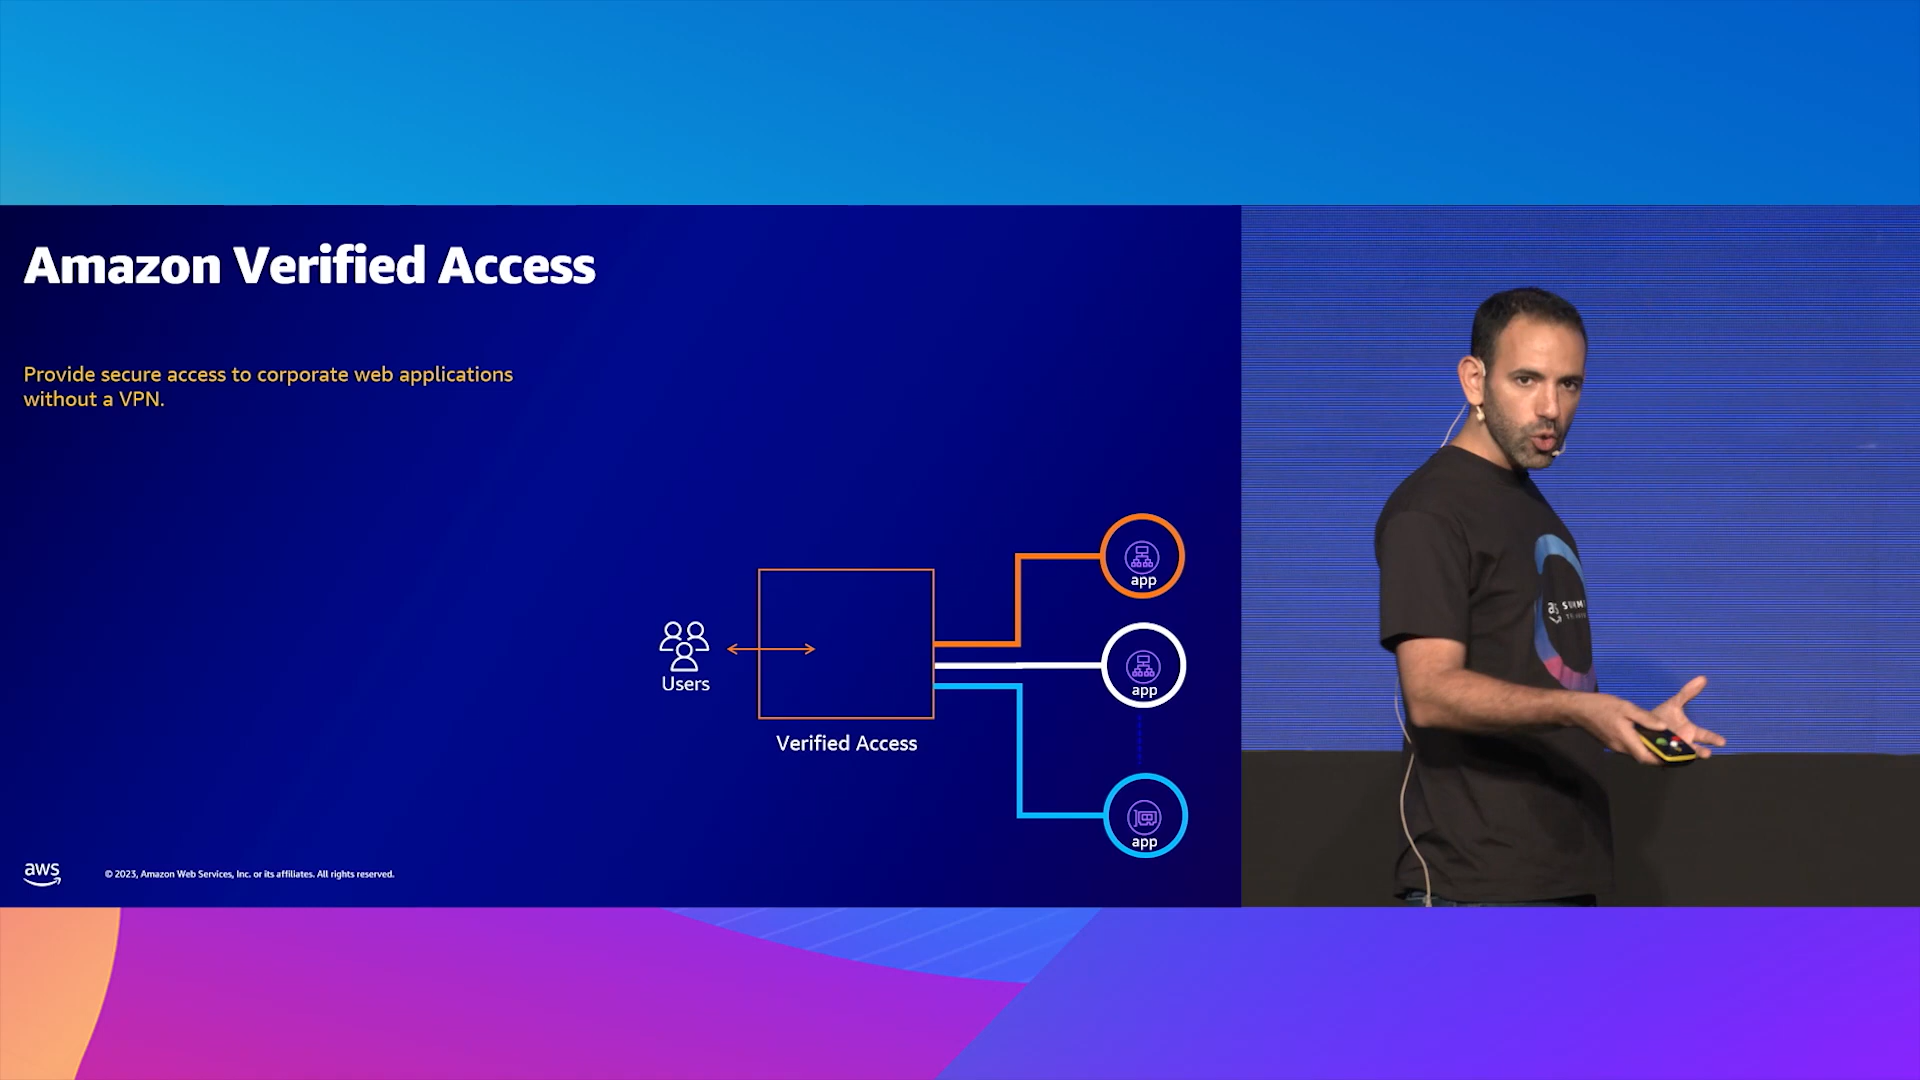 Amazon Verified Access
Provide secure access to corporate web applications
without a VPN.
app
app
Users
Verified Access
app
aws
© 2023, Amazon Web Services, Inc. or its affiliates. All rights reserved.